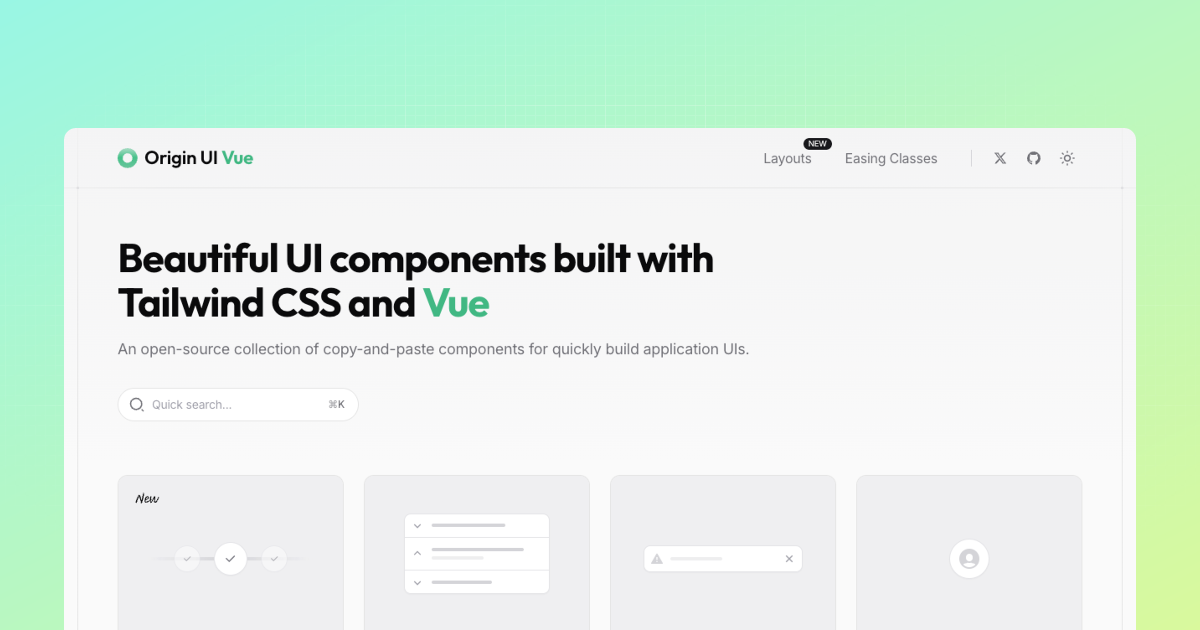 Origin UI Vue
NEW
Layouts
Easing Classes
Beautiful UI components built with
Tailwind CSS and Vue
An open-source collection of copy-and-paste components for quickly build application UIs.
Quick search...
⌘K
New